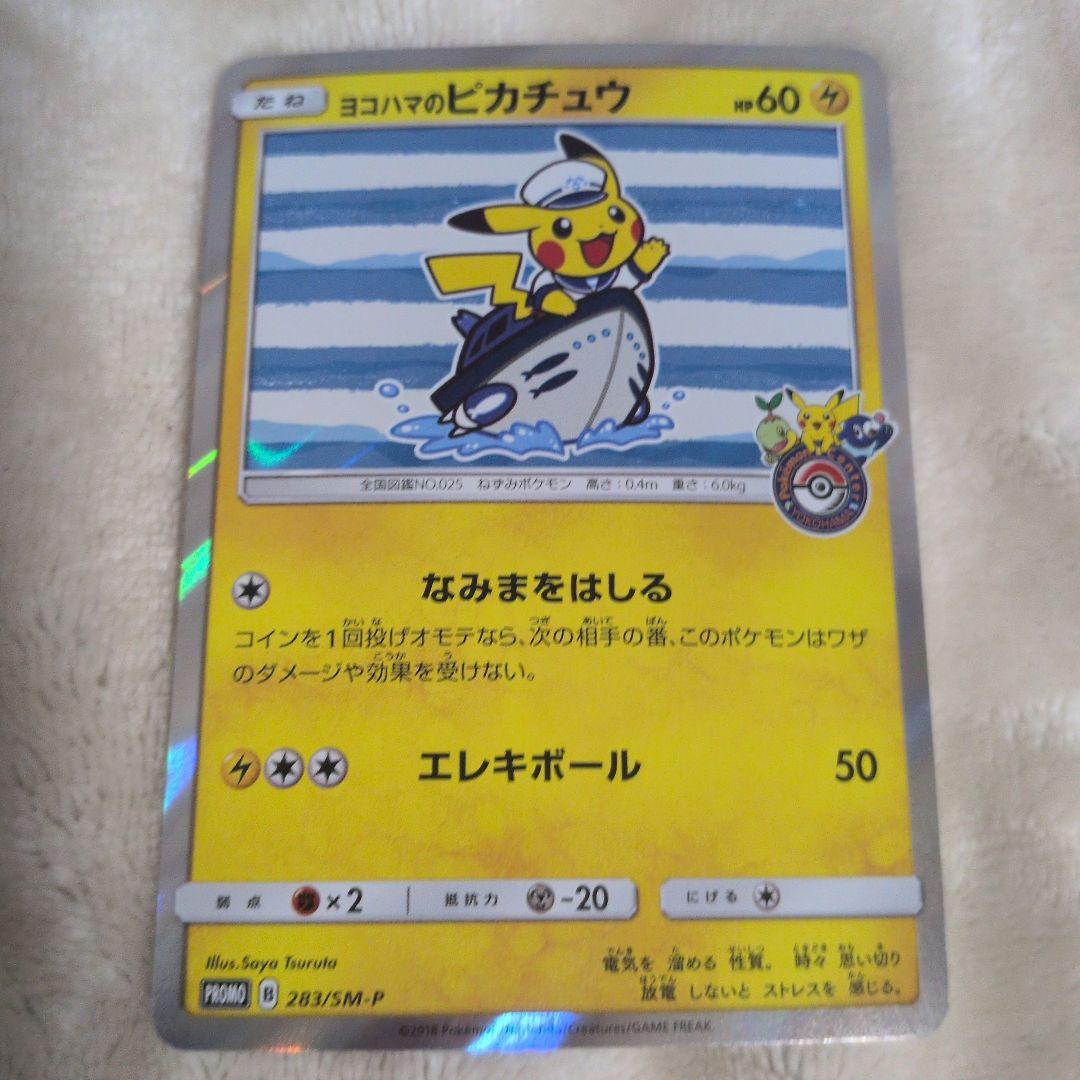 たね ヨコハマのピカチュウ HP60
全国図鑑NO.025 ねずみポケモン 高さ:0.4m 重さ:6.0kg
Pokémon Center
YOKOHAMA
なみまをはしる
コインを1回投げオモテなら、次の相手の番、このポケモンはワザ
のダメージや効果を受けない。
エレキボール 50
弱点 ×2 抵抗力 -20 にげる
Illus.Saya Tsuruta
電気を 溜める 性質。 時々 思い切り
放電 しないと ストレスを 感じる。
PROMO B 283/SM-P
©2018 Pokémon/Nintendo/Creatures/GAME FREAK.